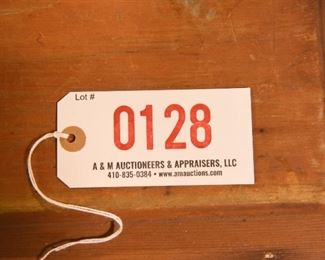 Lot #
0128
A & M AUCTIONEERS & APPRAISERS, LLC
410-835-0384 • www.amauctions.com